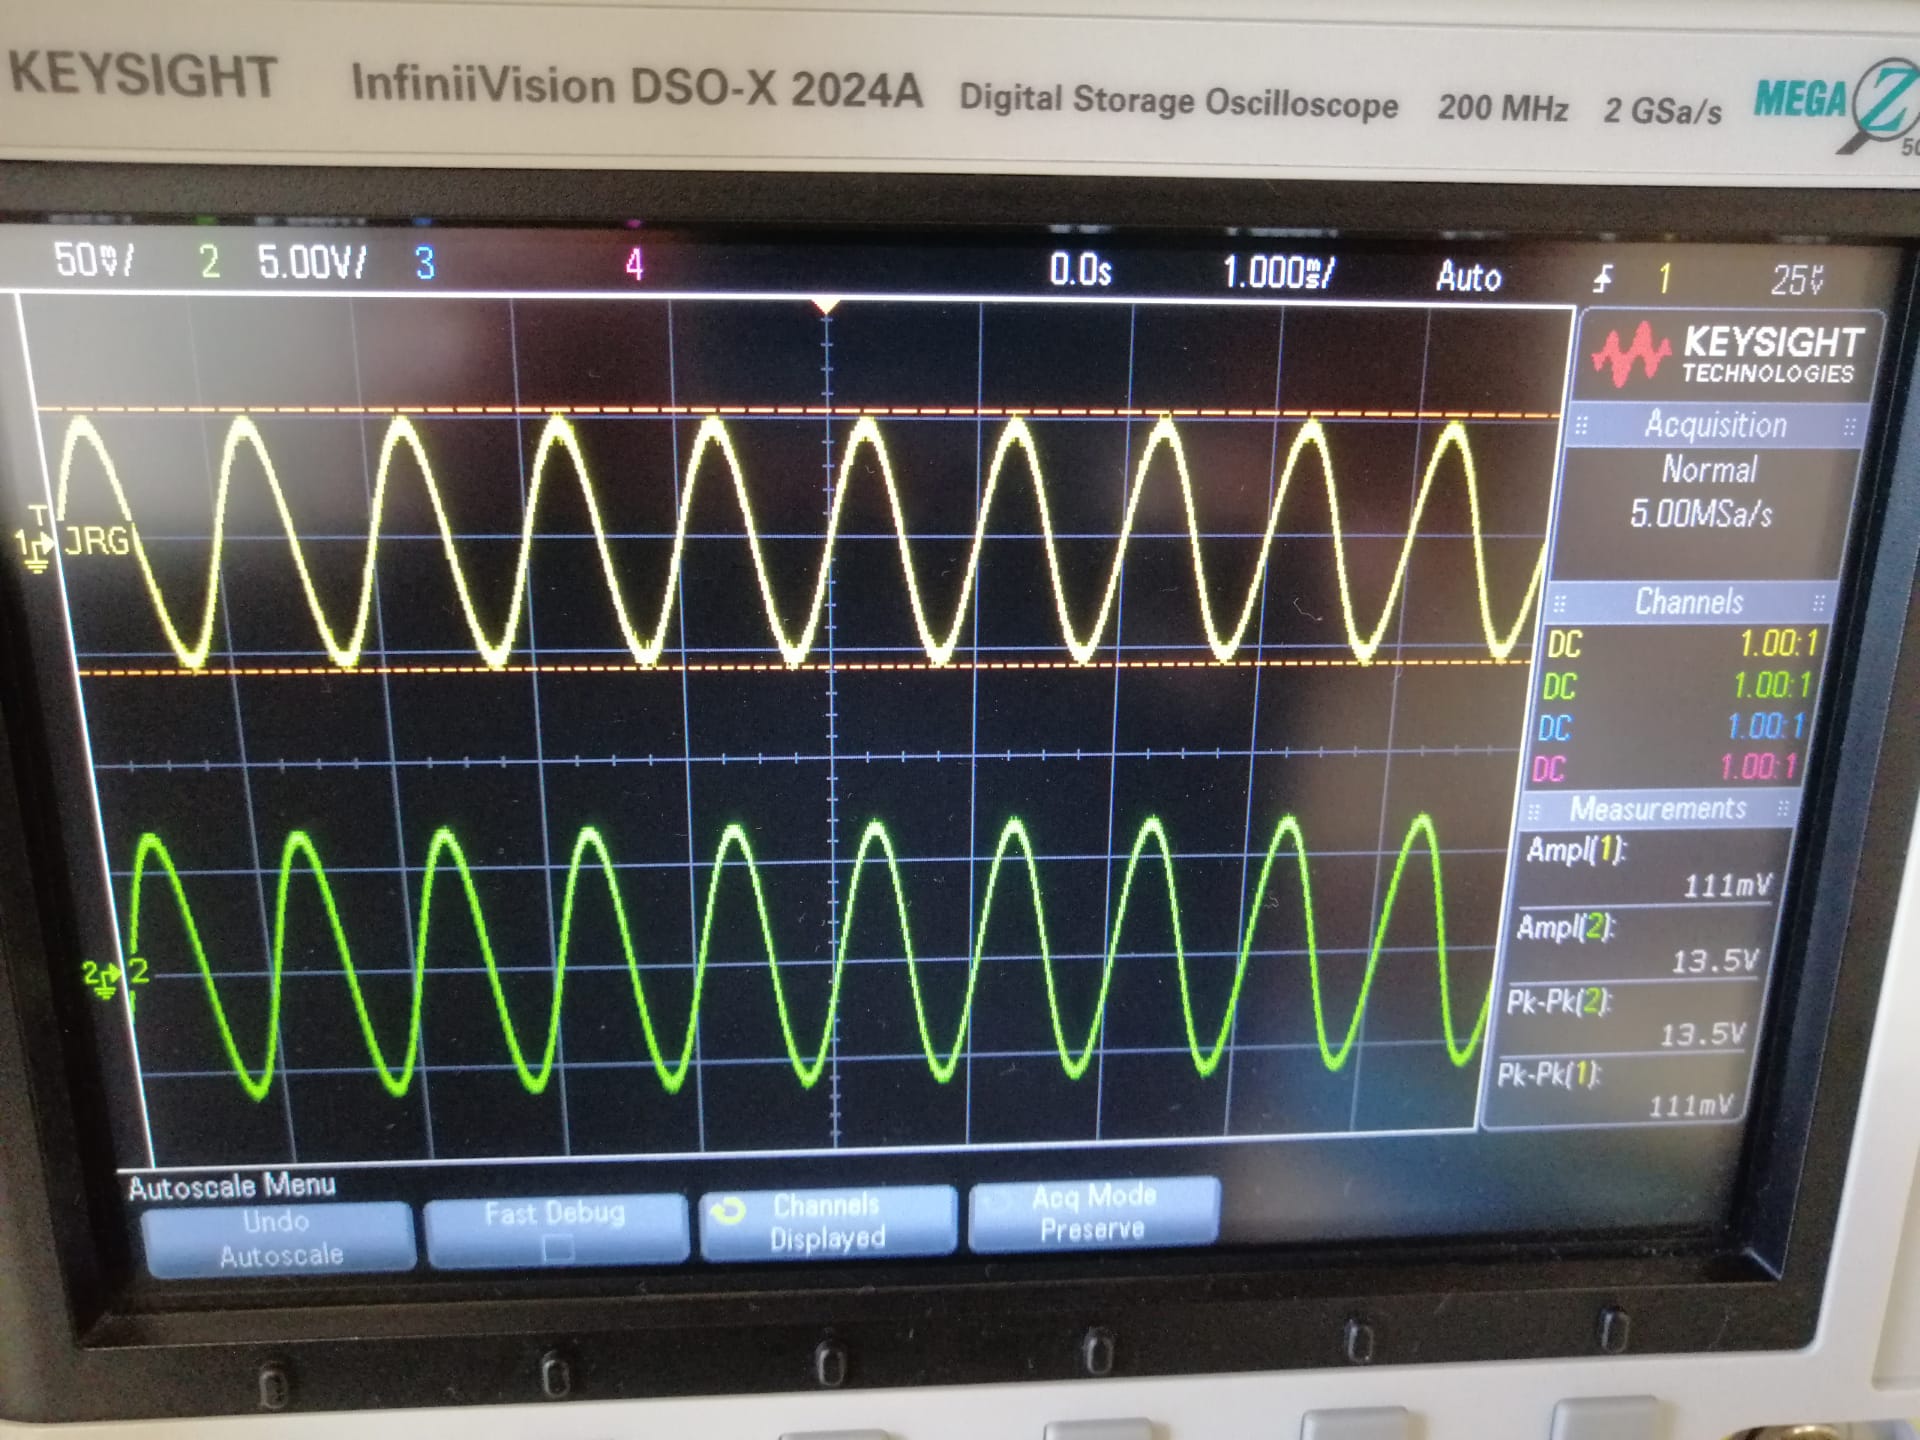 KEYSIGHT InfiniiVision DSO-X 2024A Digital Storage Oscilloscope 200 MHz 2 GSa/s MEGA Z
50mV/ 2 5.00V/ 3 4 0.0s 1.000ms/ Auto 1
KEYSIGHT
TECHNOLOGIES
Acquisition
Normal
5.00MSa/s
T
1 JRG
Channels
DC 1.00:1
DC 1.00:1
DC 1.00:1
DC 1.00:1
Measurements
Ampl(1):
111mV
Ampl(2):
13.5V
2 2
Pk-Pk(2):
13.5V
Pk-Pk(1):
111mV
Autoscale Menu
Undo
Autoscale
Fast Debug
Channels
Displayed
Acq Mode
Preserve